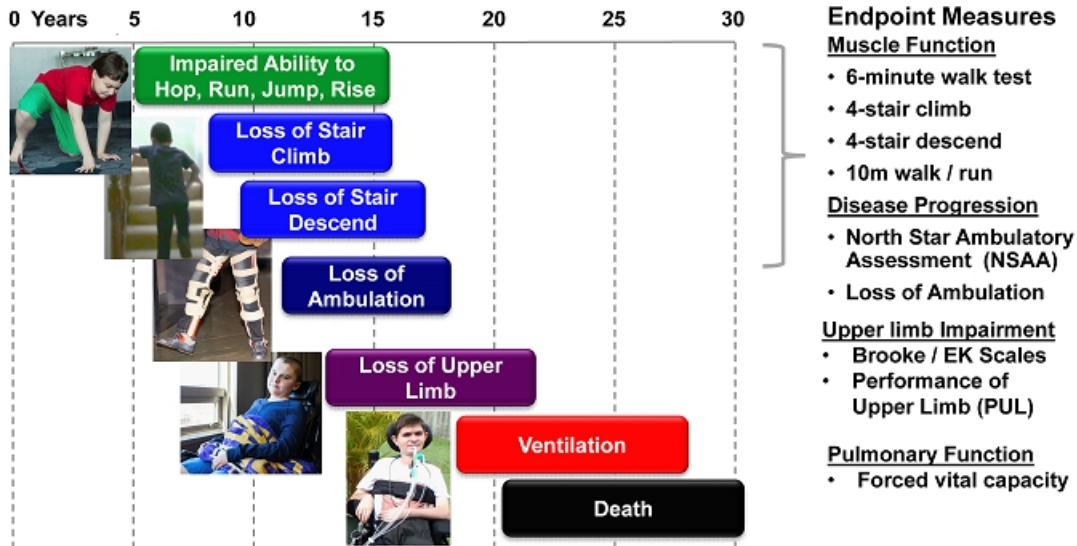 0 Years 5 10 15 20 25 30
Impaired Ability to
Hop, Run, Jump, Rise
Loss of Stair
Climb
Loss of Stair
Descend
Loss of
Ambulation
Loss of Upper
Limb
Ventilation
Death
Endpoint Measures
Muscle Function
• 6-minute walk test
• 4-stair climb
• 4-stair descend
• 10m walk / run
Disease Progression
• North Star Ambulatory
Assessment (NSAA)
• Loss of Ambulation
Upper limb Impairment
• Brooke / EK Scales
• Performance of
Upper Limb (PUL)
Pulmonary Function
• Forced vital capacity